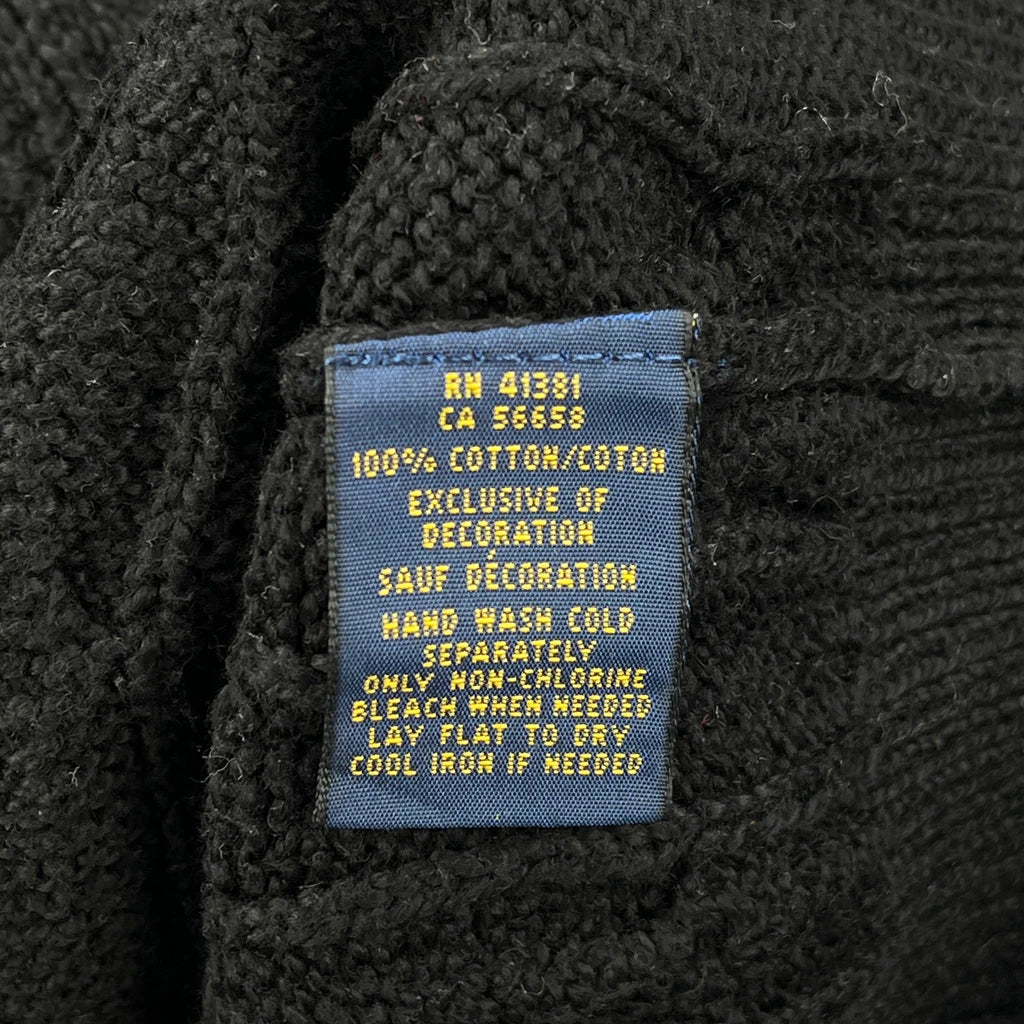 RN 41381
CA 56658
100% COTTON/COTON
EXCLUSIVE OF
DECORATION
SAUF DÉCORATION
HAND WASH COLD
SEPARATELY
ONLY NON-CHLORINE
BLEACH WHEN NEEDED
LAY FLAT TO DRY
COOL IRON IF NEEDED